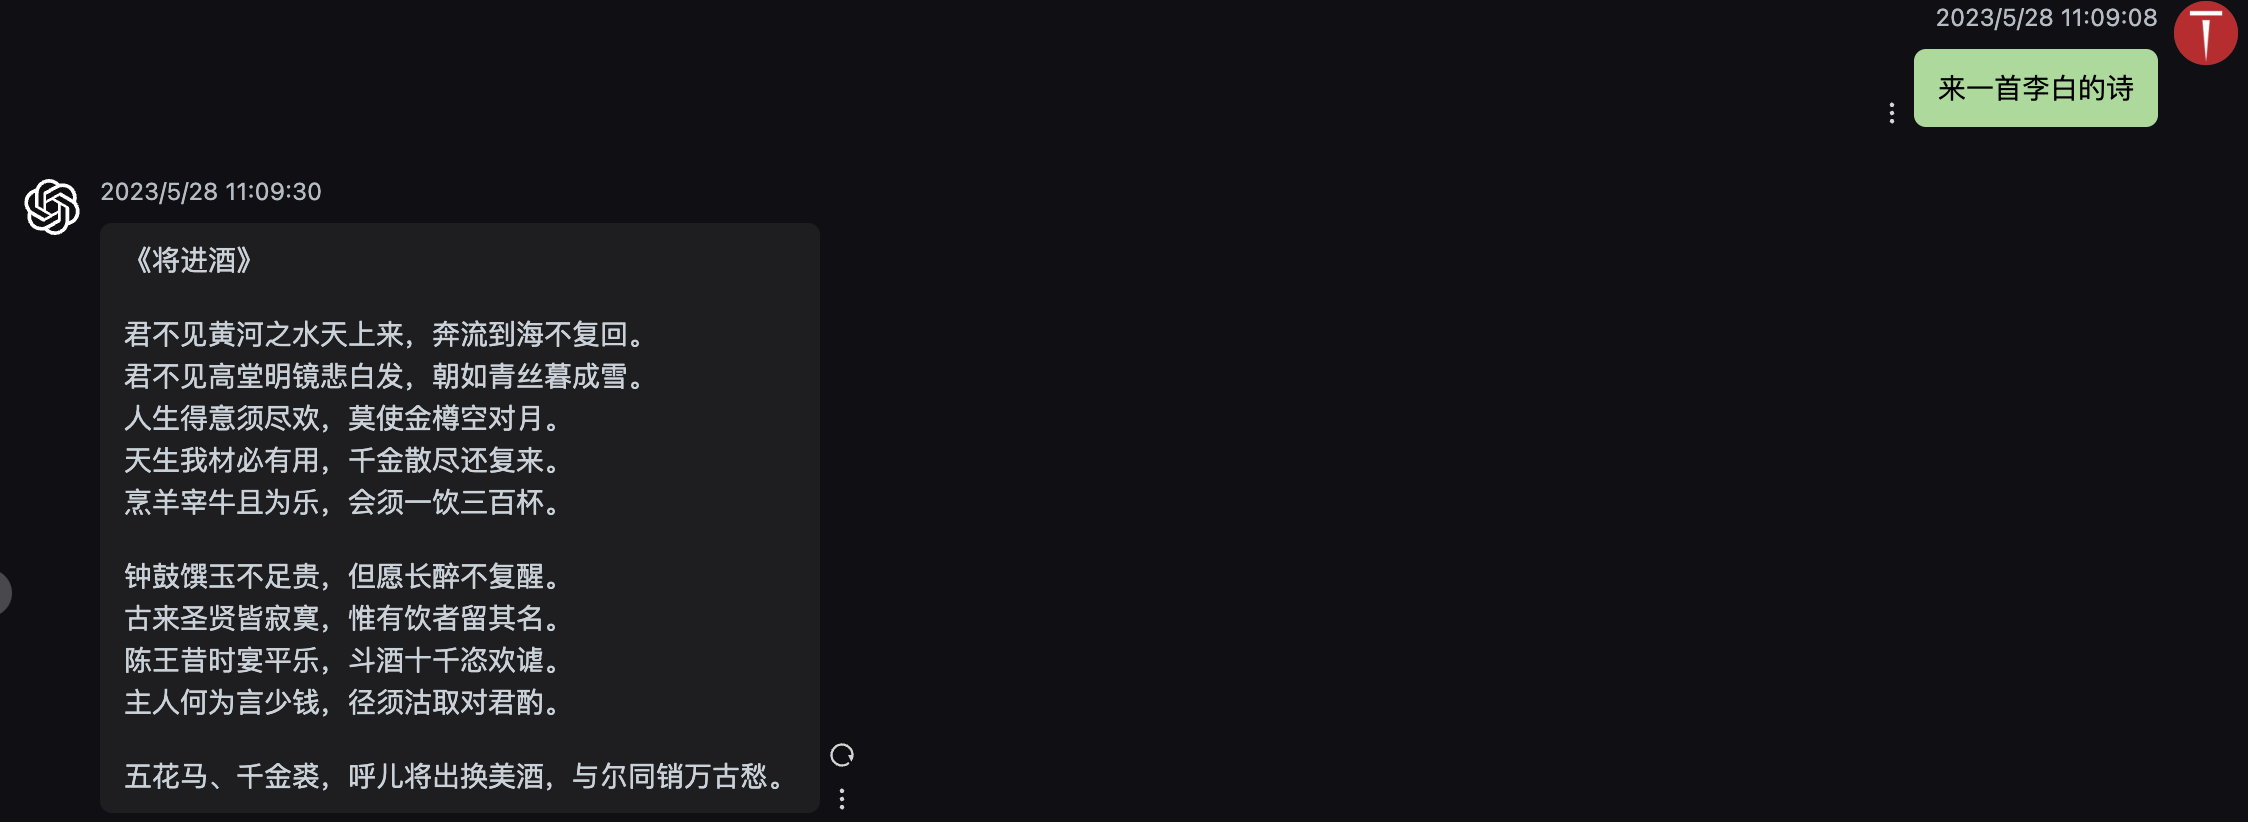 2023/5/28 11:09:08
来一首李白的诗
2023/5/28 11:09:30
《将进酒》
君不见黄河之水天上来，奔流到海不复回。
君不见高堂明镜悲白发，朝如青丝暮成雪。
人生得意须尽欢，莫使金樽空对月。
天生我材必有用，千金散尽还复来。
烹羊宰牛且为乐，会须一饮三百杯。
钟鼓馔玉不足贵，但愿长醉不复醒。
古来圣贤皆寂寞，惟有饮者留其名。
陈王昔时宴平乐，斗酒十千恣欢谑。
主人何为言少钱，径须沽取对君酌。
五花马、千金裘，呼儿将出换美酒，与尔同销万古愁。